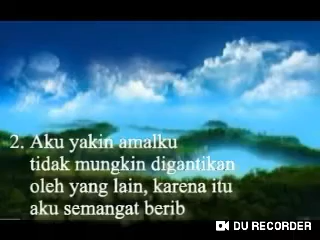 2. Aku yakin amalku
tidak mungkin digantikan
oleh yang lain, karena itu
aku semangat berib
DU RECORDER